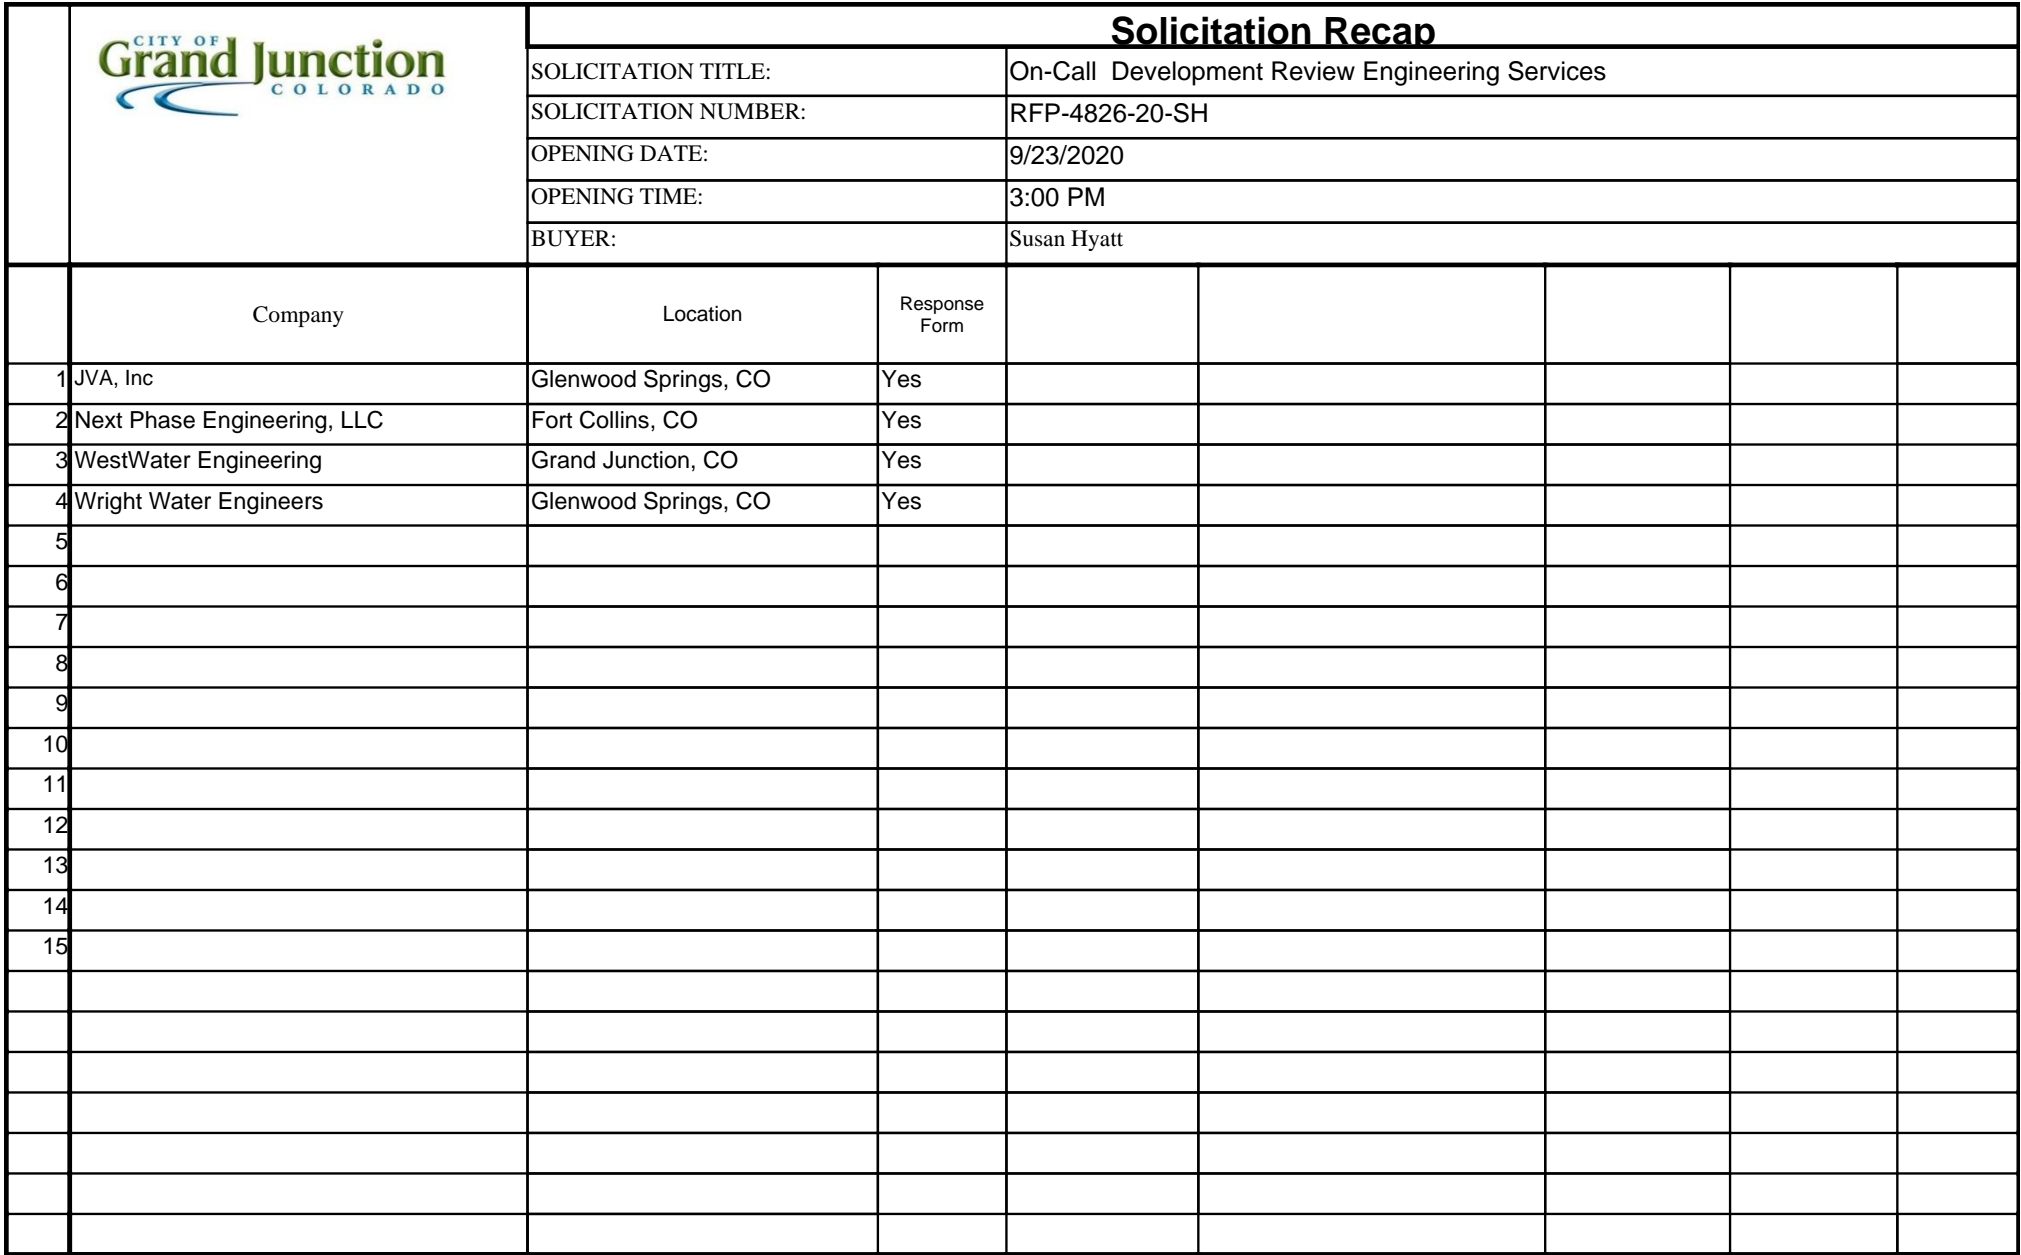 CITY OF
Grand Junction
COLORADO
Solicitation Recap
SOLICITATION TITLE: On-Call  Development Review Engineering Services
SOLICITATION NUMBER: RFP-4826-20-SH
OPENING DATE: 9/23/2020
OPENING TIME: 3:00 PM
BUYER: Susan Hyatt
Company Location Response Form
1 JVA, Inc Glenwood Springs, CO Yes
2 Next Phase Engineering, LLC Fort Collins, CO Yes
3 WestWater Engineering Grand Junction, CO Yes
4 Wright Water Engineers Glenwood Springs, CO Yes
5
6
7
8
9
10
11
12
13
14
15